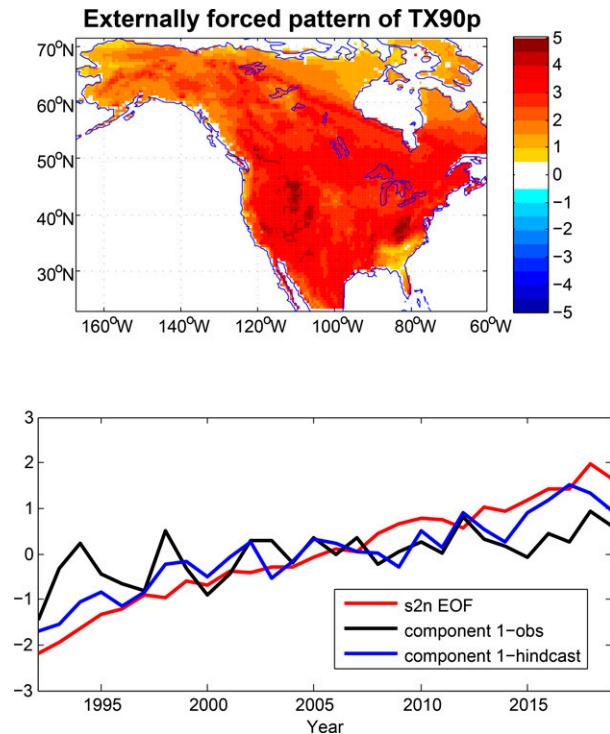 Externally forced pattern of TX90p
70°N
60°N
50°N
40°N
30°N
160°W 140°W 120°W 100°W 80°W 60°W
5
4
3
2
1
0
−1
−2
−3
−4
−5
3
2
1
0
−1
−2
−3
1995 2000 2005 2010 2015
Year
s2n EOF
component 1−obs
component 1−hindcast